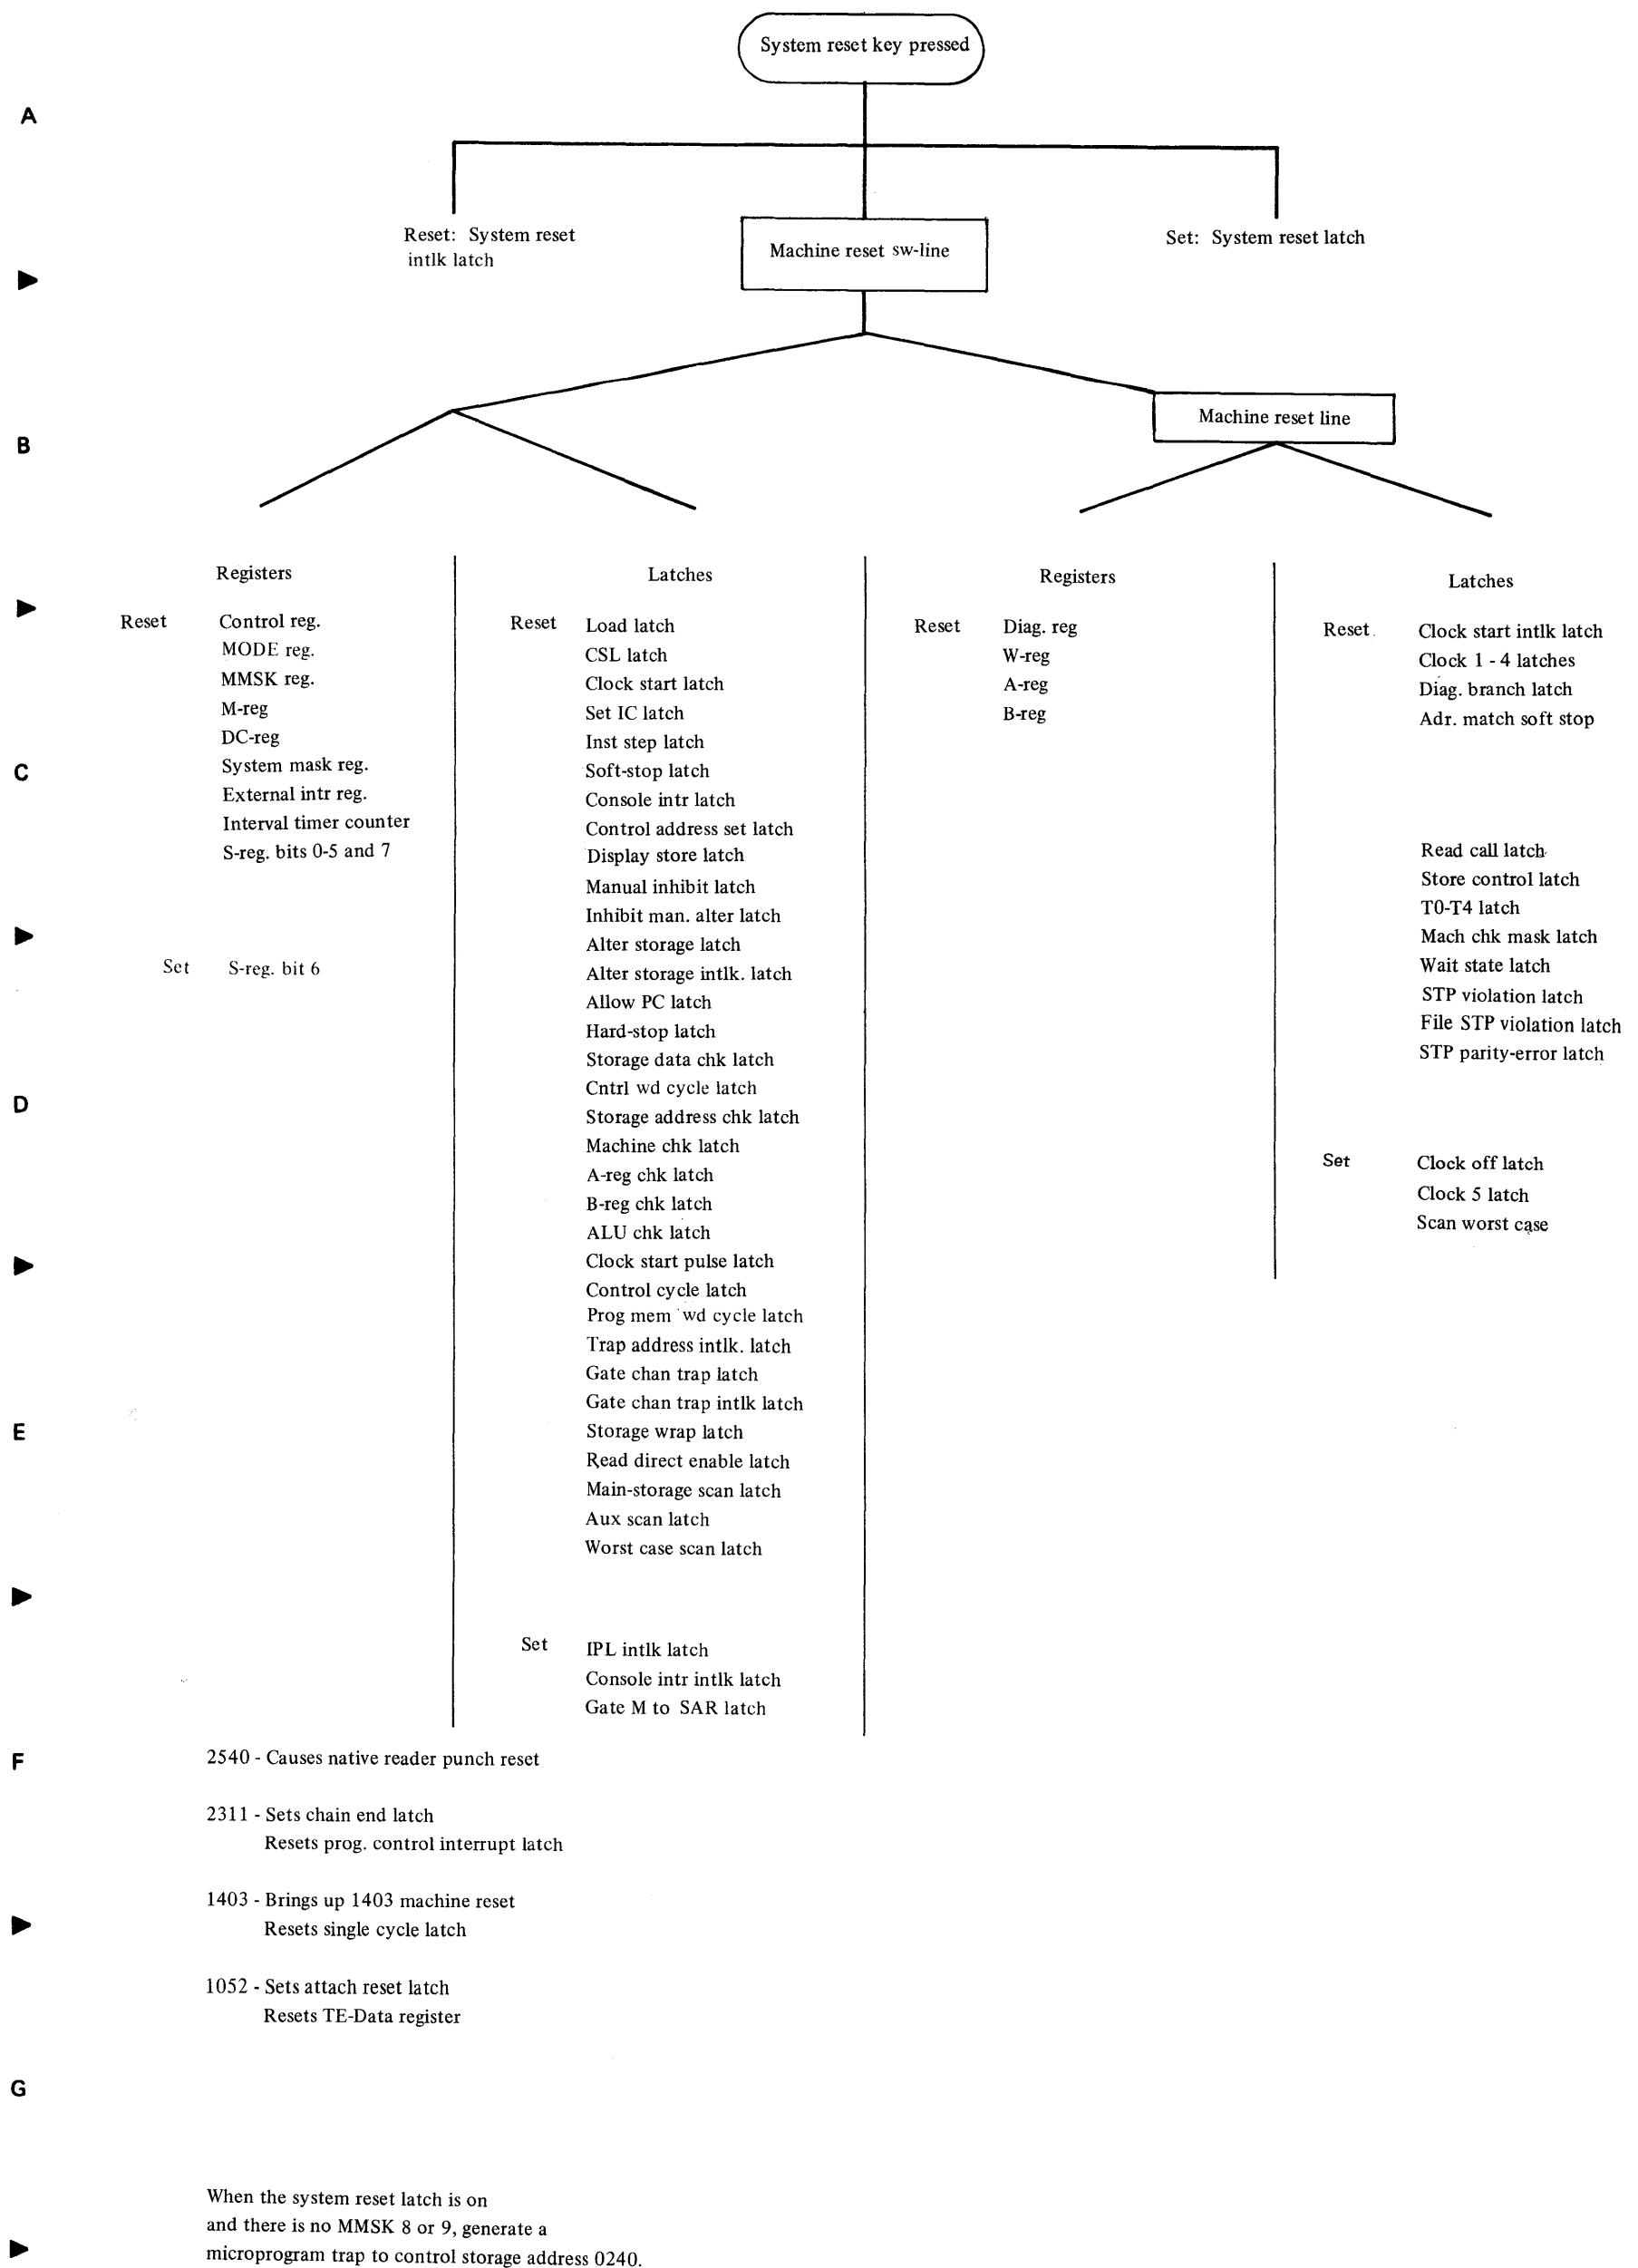 System reset key pressed
A
Reset: System reset
intlk latch
Machine reset sw-line
Set: System reset latch
B
Machine reset line
Registers
Reset Control reg.
MODE reg.
MMSK reg.
M-reg
DC-reg
System mask reg.
External intr reg.
Interval timer counter
S-reg. bits 0-5 and 7
Set S-reg. bit 6
Latches
Reset Load latch
CSL latch
Clock start latch
Set IC latch
Inst step latch
Soft-stop latch
Console intr latch
Control address set latch
Display store latch
Manual inhibit latch
Inhibit man. alter latch
Alter storage latch
Alter storage intlk. latch
Allow PC latch
Hard-stop latch
Storage data chk latch
Cntrl wd cycle latch
Storage address chk latch
Machine chk latch
A-reg chk latch
B-reg chk latch
ALU chk latch
Clock start pulse latch
Control cycle latch
Prog mem wd cycle latch
Trap address intlk. latch
Gate chan trap latch
Gate chan trap intlk latch
Storage wrap latch
Read direct enable latch
Main-storage scan latch
Aux scan latch
Worst case scan latch
Set IPL intlk latch
Console intr intlk latch
Gate M to SAR latch
Registers
Reset Diag. reg
W-reg
A-reg
B-reg
Latches
Reset Clock start intlk latch
Clock 1 - 4 latches
Diag. branch latch
Adr. match soft stop
Read call latch
Store control latch
T0-T4 latch
Mach chk mask latch
Wait state latch
STP violation latch
File STP violation latch
STP parity-error latch
Set Clock off latch
Clock 5 latch
Scan worst case
C
D
E
F
2540 - Causes native reader punch reset
2311 - Sets chain end latch
Resets prog. control interrupt latch
1403 - Brings up 1403 machine reset
Resets single cycle latch
1052 - Sets attach reset latch
Resets TE-Data register
G
When the system reset latch is on
and there is no MMSK 8 or 9, generate a
microprogram trap to control storage address 0240.